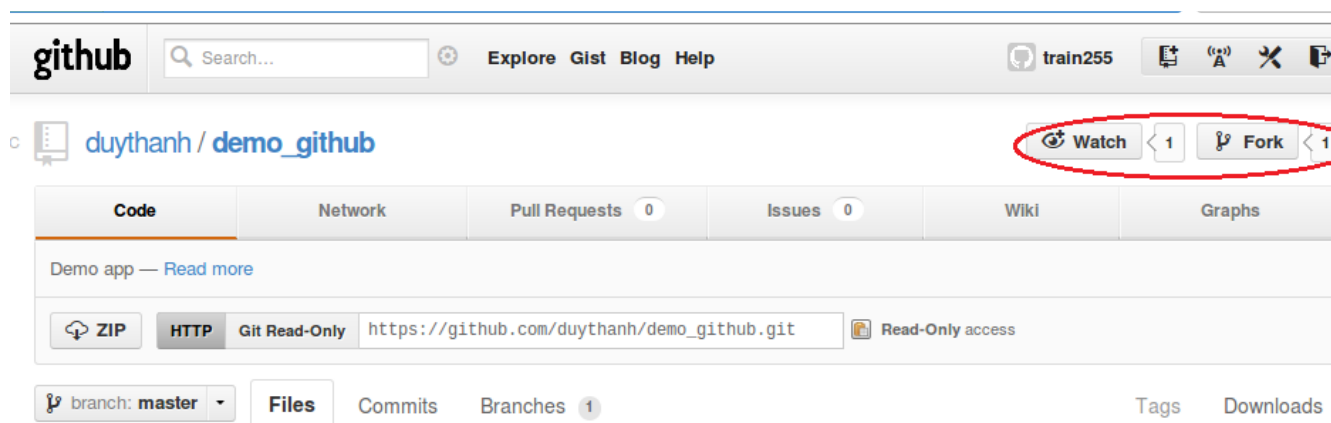 github Search... Explore Gist Blog Help train255
duythanh / demo_github Watch 1 Fork 1
Code Network Pull Requests 0 Issues 0 Wiki Graphs
Demo app — Read more
ZIP HTTP Git Read-Only https://github.com/duythanh/demo_github.git Read-Only access
branch: master Files Commits Branches 1 Tags Downloads